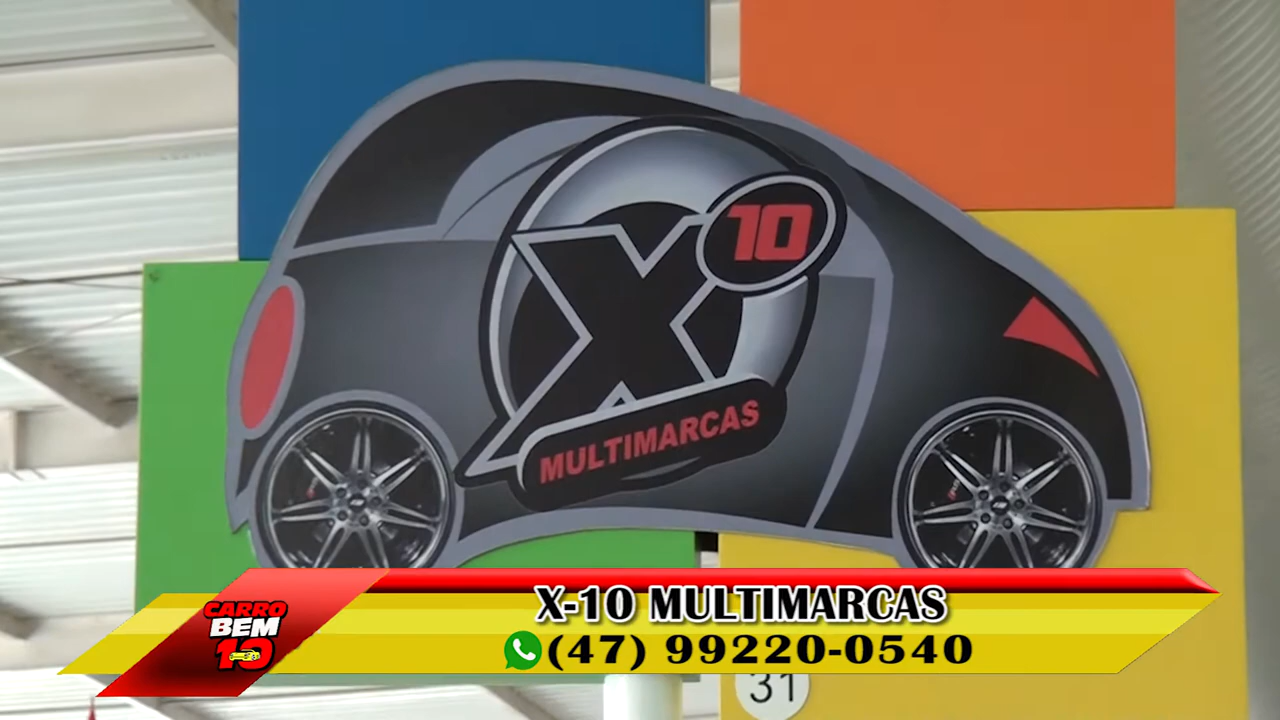 X 10
MULTIMARCAS
CARRO
BEM
10
X-10 MULTIMARCAS
(47) 99220-0540
31